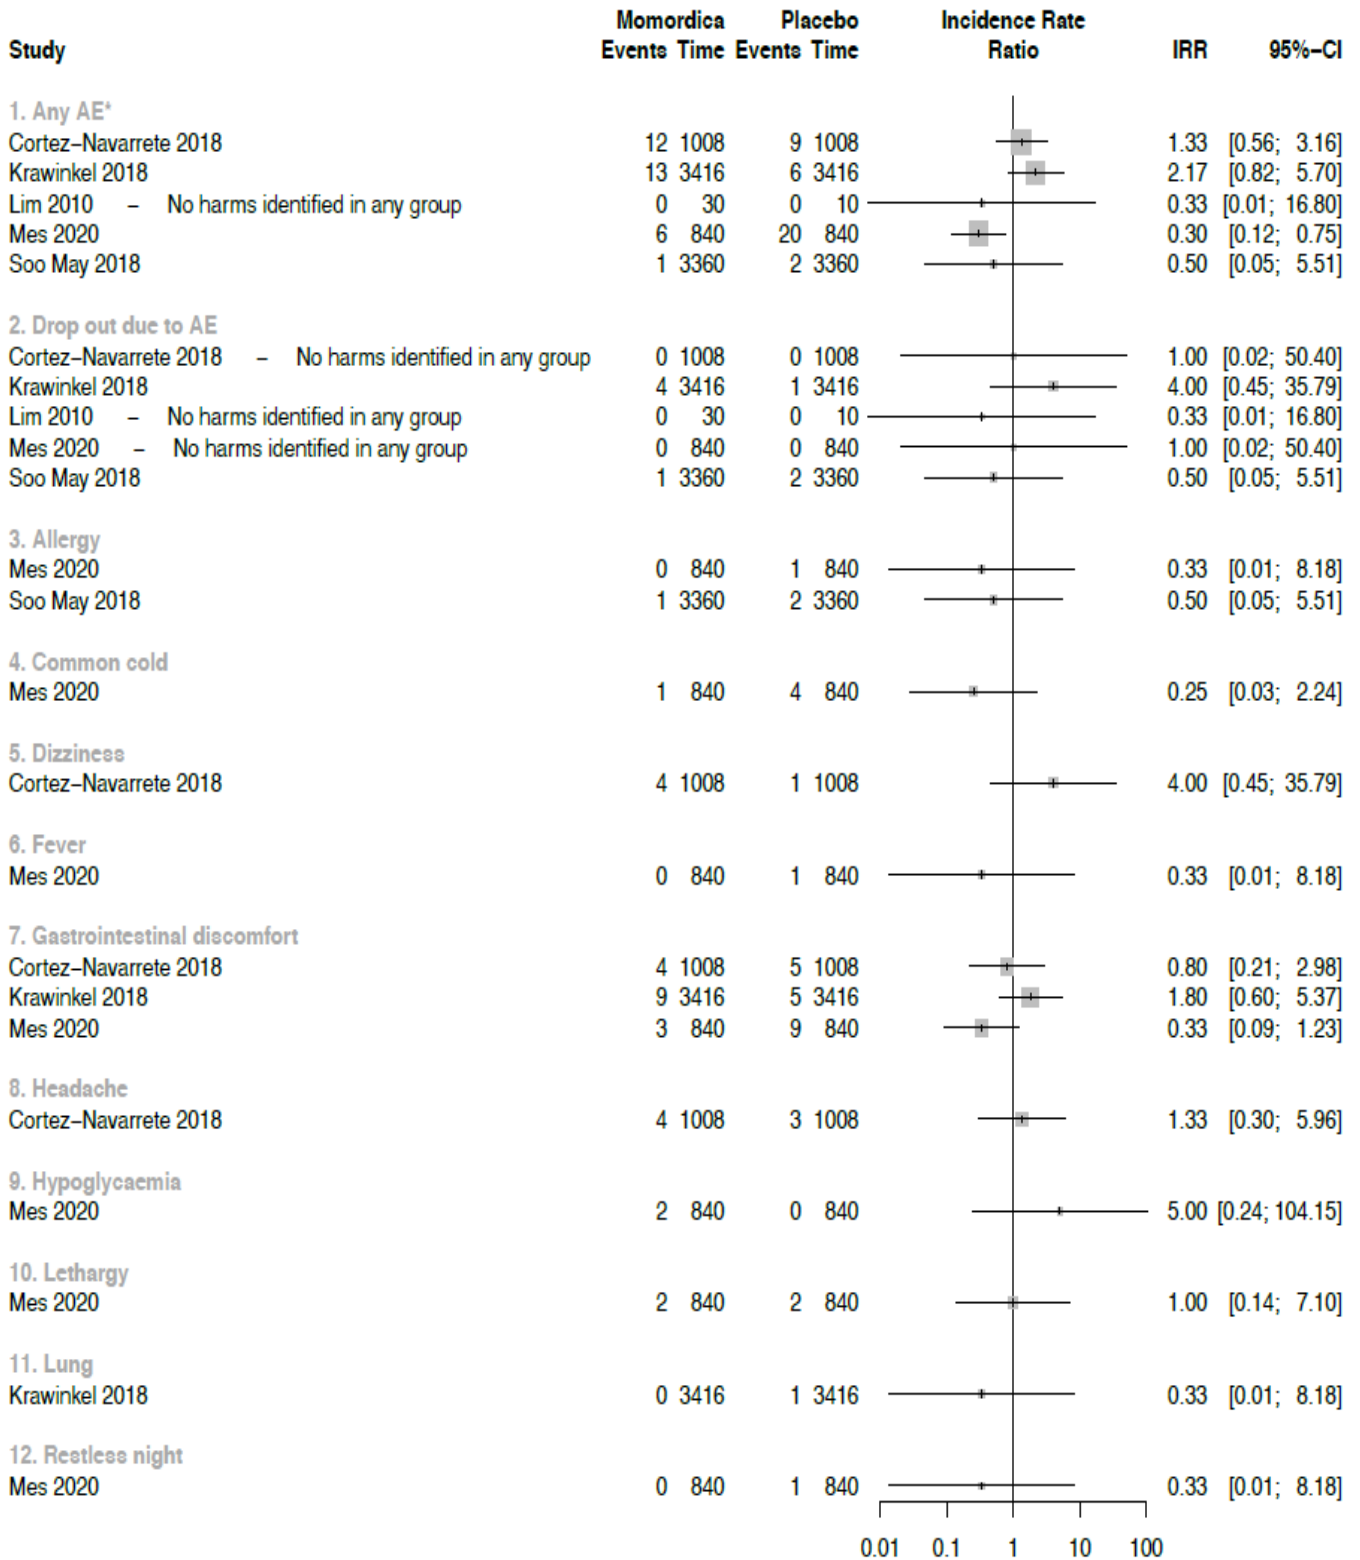 Momordica Placebo Incidence Rate
Study Events Time Events Time Ratio IRR 95%−CI
1. Any AE*
Cortez−Navarrete 2018 12 1008 9 1008 1.33 [0.56; 3.16]
Krawinkel 2018 13 3416 6 3416 2.17 [0.82; 5.70]
Lim 2010 − No harms identified in any group 0 30 0 10 0.33 [0.01; 16.80]
Mes 2020 6 840 20 840 0.30 [0.12; 0.75]
Soo May 2018 1 3360 2 3360 0.50 [0.05; 5.51]
2. Drop out due to AE
Cortez−Navarrete 2018 − No harms identified in any group 0 1008 0 1008 1.00 [0.02; 50.40]
Krawinkel 2018 4 3416 1 3416 4.00 [0.45; 35.79]
Lim 2010 − No harms identified in any group 0 30 0 10 0.33 [0.01; 16.80]
Mes 2020 − No harms identified in any group 0 840 0 840 1.00 [0.02; 50.40]
Soo May 2018 1 3360 2 3360 0.50 [0.05; 5.51]
3. Allergy
Mes 2020 0 840 1 840 0.33 [0.01; 8.18]
Soo May 2018 1 3360 2 3360 0.50 [0.05; 5.51]
4. Common cold
Mes 2020 1 840 4 840 0.25 [0.03; 2.24]
5. Dizziness
Cortez−Navarrete 2018 4 1008 1 1008 4.00 [0.45; 35.79]
6. Fever
Mes 2020 0 840 1 840 0.33 [0.01; 8.18]
7. Gastrointestinal discomfort
Cortez−Navarrete 2018 4 1008 5 1008 0.80 [0.21; 2.98]
Krawinkel 2018 9 3416 5 3416 1.80 [0.60; 5.37]
Mes 2020 3 840 9 840 0.33 [0.09; 1.23]
8. Headache
Cortez−Navarrete 2018 4 1008 3 1008 1.33 [0.30; 5.96]
9. Hypoglycaemia
Mes 2020 2 840 0 840 5.00 [0.24; 104.15]
10. Lethargy
Mes 2020 2 840 2 840 1.00 [0.14; 7.10]
11. Lung
Krawinkel 2018 0 3416 1 3416 0.33 [0.01; 8.18]
12. Restless night
Mes 2020 0 840 1 840 0.33 [0.01; 8.18]
0.01 0.1 1 10 100